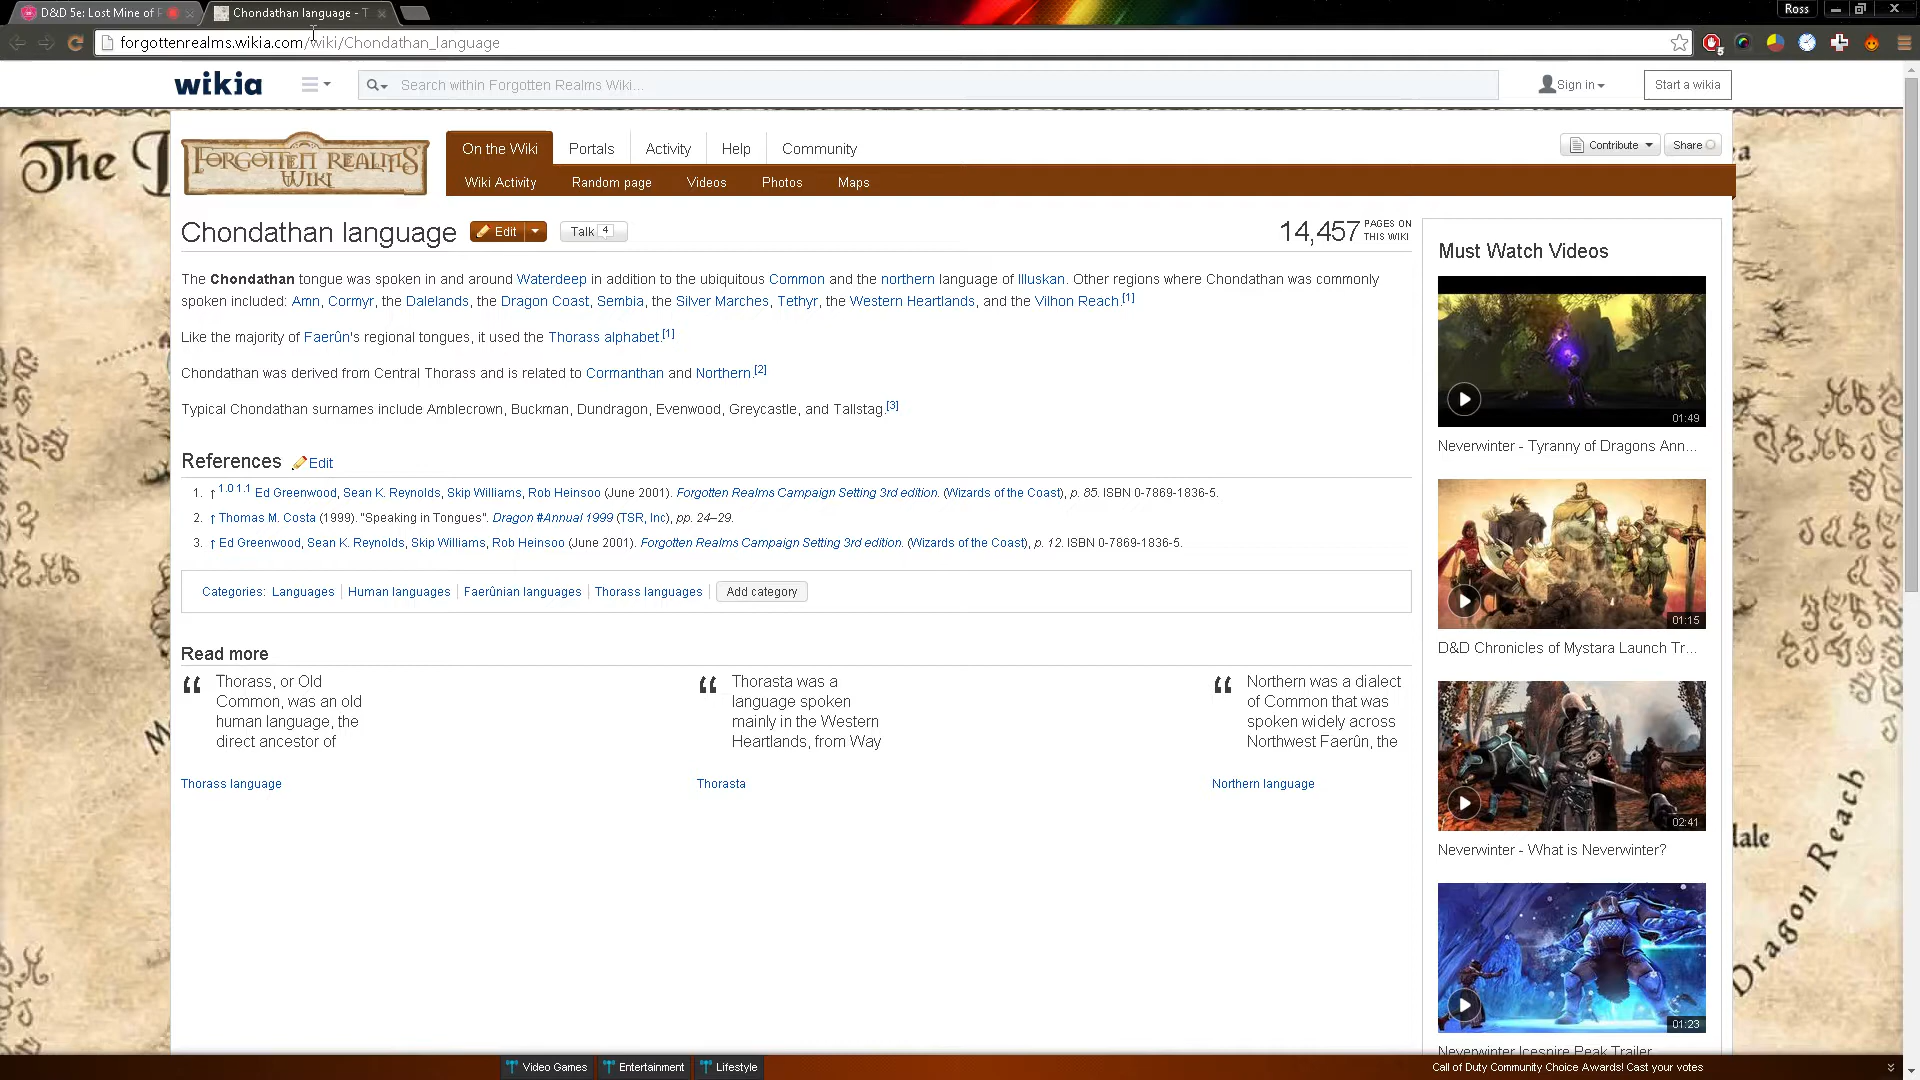 D&D 5e: Lost Mine of
Chondathan language - T
Ross
forgottenrealms.wikia.com/wiki/Chondathan_language
5
wikia
Search within Forgotten Realms Wiki...
Sign in
Start a wikia
The
FORGOTTEN REALMS
WIKI
On the Wiki
Portals
Activity
Help
Community
Contribute
Share
Wiki Activity
Random page
Videos
Photos
Maps
Chondathan language
Edit
Talk 4
14,457 PAGES ON
THIS WIKI
The Chondathan tongue was spoken in and around Waterdeep in addition to the ubiquitous Common and the northern language of Illuskan. Other regions where Chondathan was commonly
spoken included: Amn, Cormyr, the Dalelands, the Dragon Coast, Sembia, the Silver Marches, Tethyr, the Western Heartlands, and the Vilhon Reach.[1]
Like the majority of Faerûn's regional tongues, it used the Thorass alphabet.[1]
Chondathan was derived from Central Thorass and is related to Cormanthan and Northern.[2]
Typical Chondathan surnames include Amblecrown, Buckman, Dundragon, Evenwood, Greycastle, and Tallstag.[3]
References Edit
1. ↑ 1.0 1.1 Ed Greenwood, Sean K. Reynolds, Skip Williams, Rob Heinsoo (June 2001). Forgotten Realms Campaign Setting 3rd edition. (Wizards of the Coast), p. 85. ISBN 0-7869-1836-5.
2. ↑ Thomas M. Costa (1999). "Speaking in Tongues". Dragon #Annual 1999 (TSR, Inc), pp. 24–29.
3. ↑ Ed Greenwood, Sean K. Reynolds, Skip Williams, Rob Heinsoo (June 2001). Forgotten Realms Campaign Setting 3rd edition. (Wizards of the Coast), p. 12. ISBN 0-7869-1836-5.
Categories: Languages | Human languages | Faerûnian languages | Thorass languages | Add category
Read more
“ Thorass, or Old
Common, was an old
human language, the
direct ancestor of
Thorass language
“ Thorasta was a
language spoken
mainly in the Western
Heartlands, from Way
Thorasta
“ Northern was a dialect
of Common that was
spoken widely across
Northwest Faerûn, the
Northern language
Must Watch Videos
01:49
Neverwinter - Tyranny of Dragons Ann...
01:15
D&D Chronicles of Mystara Launch Tr...
02:41
Neverwinter - What is Neverwinter?
01:23
Neverwinter Icespire Peak Trailer
dale
Dragon Reach
Video Games
Entertainment
Lifestyle
Call of Duty Community Choice Awards! Cast your votes